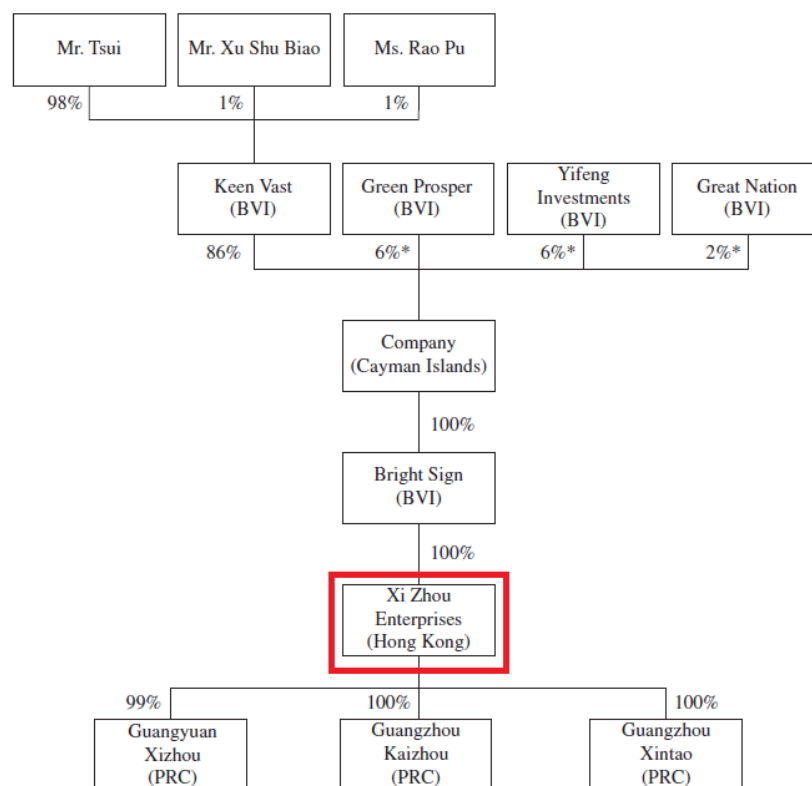 Mr. Tsui
Mr. Xu Shu Biao
Ms. Rao Pu
98%
1%
1%
Keen Vast
(BVI)
Green Prosper
(BVI)
Yifeng
Investments
(BVI)
Great Nation
(BVI)
86%
6%*
6%*
2%*
Company
(Cayman Islands)
100%
Bright Sign
(BVI)
100%
Xi Zhou
Enterprises
(Hong Kong)
99%
100%
100%
Guangyuan
Xizhou
(PRC)
Guangzhou
Kaizhou
(PRC)
Guangzhou
Xintao
(PRC)